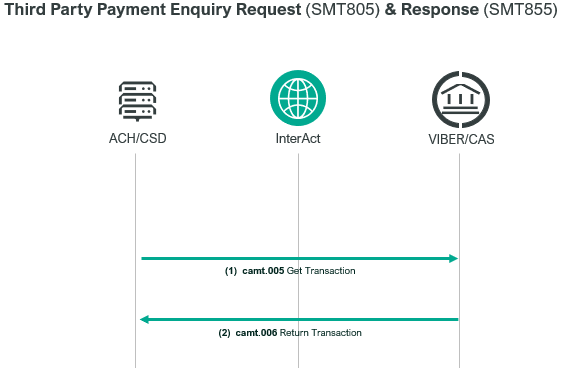 Third Party Payment Enquiry Request (SMT805) & Response (SMT855)
ACH/CSD
InterAct
VIBER/CAS
(1) camt.005 Get Transaction
(2) camt.006 Return Transaction